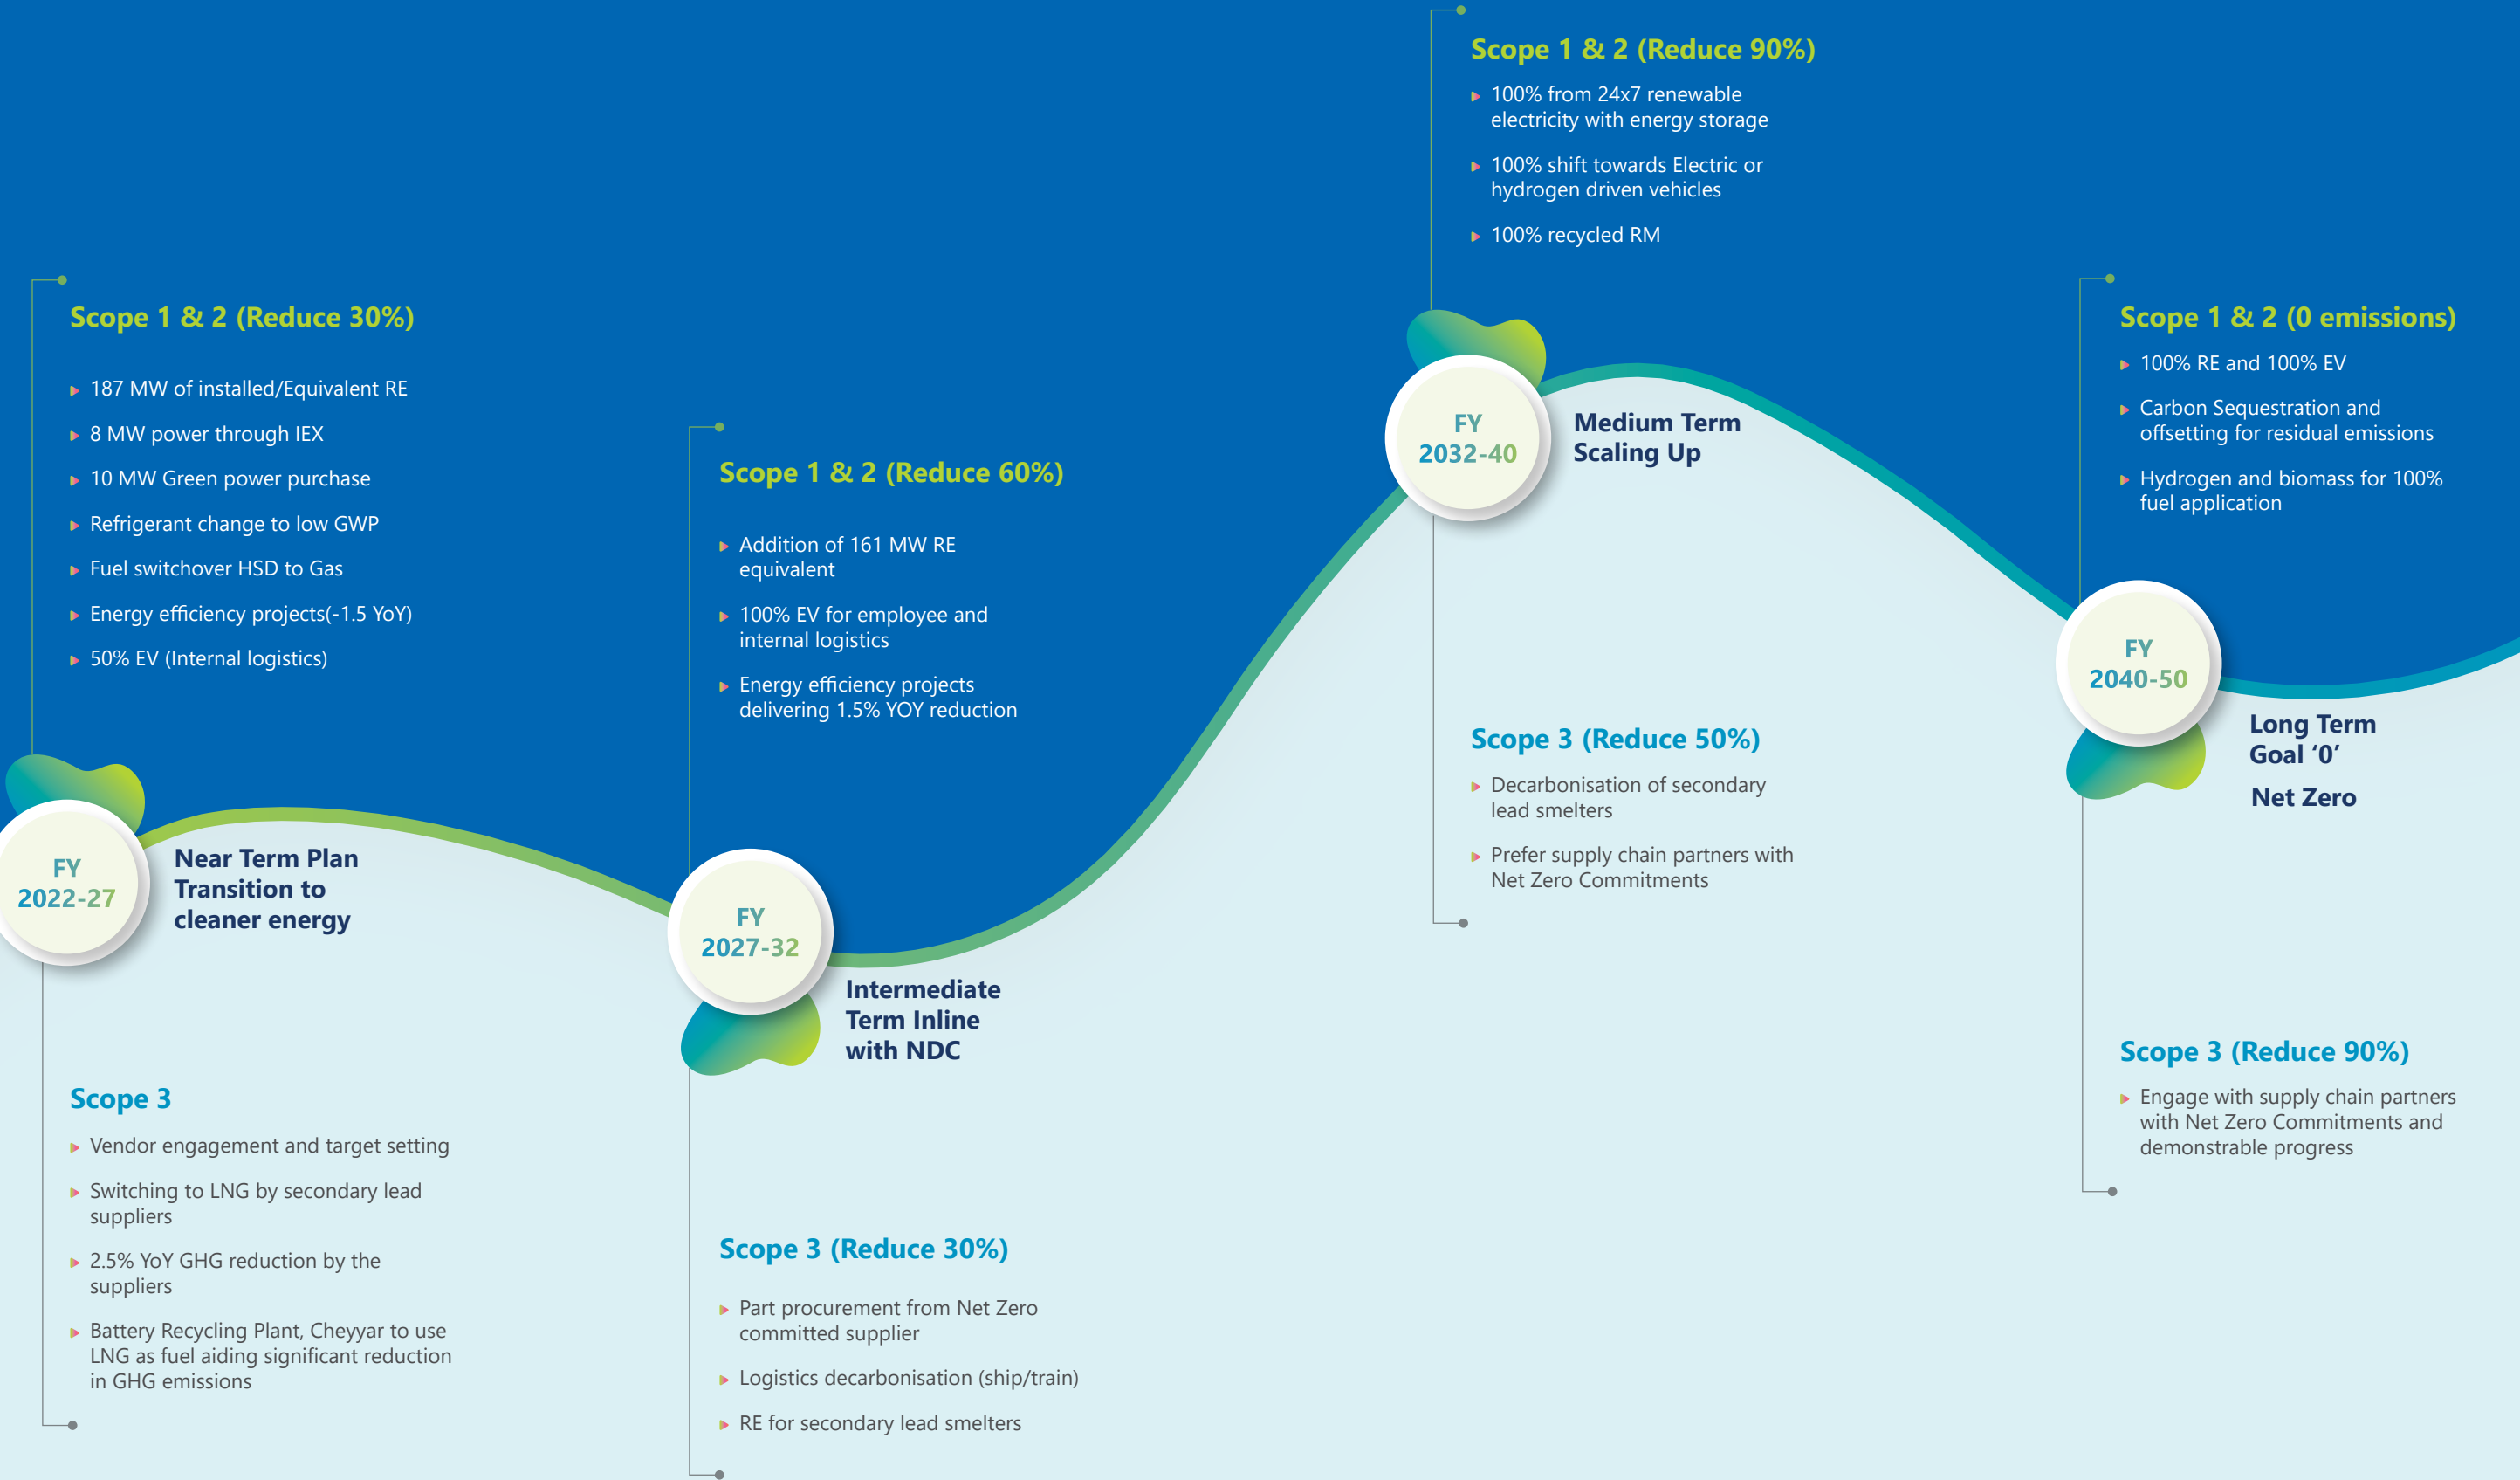 Scope 1 & 2 (Reduce 30%)
187 MW of installed/Equivalent RE
8 MW power through IEX
10 MW Green power purchase
Refrigerant change to low GWP
Fuel switchover HSD to Gas
Energy efficiency projects(-1.5 YoY)
50% EV (Internal logistics)
FY
2022-27
Near Term Plan
Transition to
cleaner energy
Scope 3
Vendor engagement and target setting
Switching to LNG by secondary lead
suppliers
2.5% YoY GHG reduction by the
suppliers
Battery Recycling Plant, Cheyyar to use
LNG as fuel aiding significant reduction
in GHG emissions
Scope 1 & 2 (Reduce 60%)
Addition of 161 MW RE
equivalent
100% EV for employee and
internal logistics
Energy efficiency projects
delivering 1.5% YOY reduction
FY
2027-32
Intermediate
Term Inline
with NDC
Scope 3 (Reduce 30%)
Part procurement from Net Zero
committed supplier
Logistics decarbonisation (ship/train)
RE for secondary lead smelters
Scope 1 & 2 (Reduce 90%)
100% from 24x7 renewable
electricity with energy storage
100% shift towards Electric or
hydrogen driven vehicles
100% recycled RM
FY
2032-40
Medium Term
Scaling Up
Scope 3 (Reduce 50%)
Decarbonisation of secondary
lead smelters
Prefer supply chain partners with
Net Zero Commitments
Scope 1 & 2 (0 emissions)
100% RE and 100% EV
Carbon Sequestration and
offsetting for residual emissions
Hydrogen and biomass for 100%
fuel application
FY
2040-50
Long Term
Goal ‘0’
Net Zero
Scope 3 (Reduce 90%)
Engage with supply chain partners
with Net Zero Commitments and
demonstrable progress